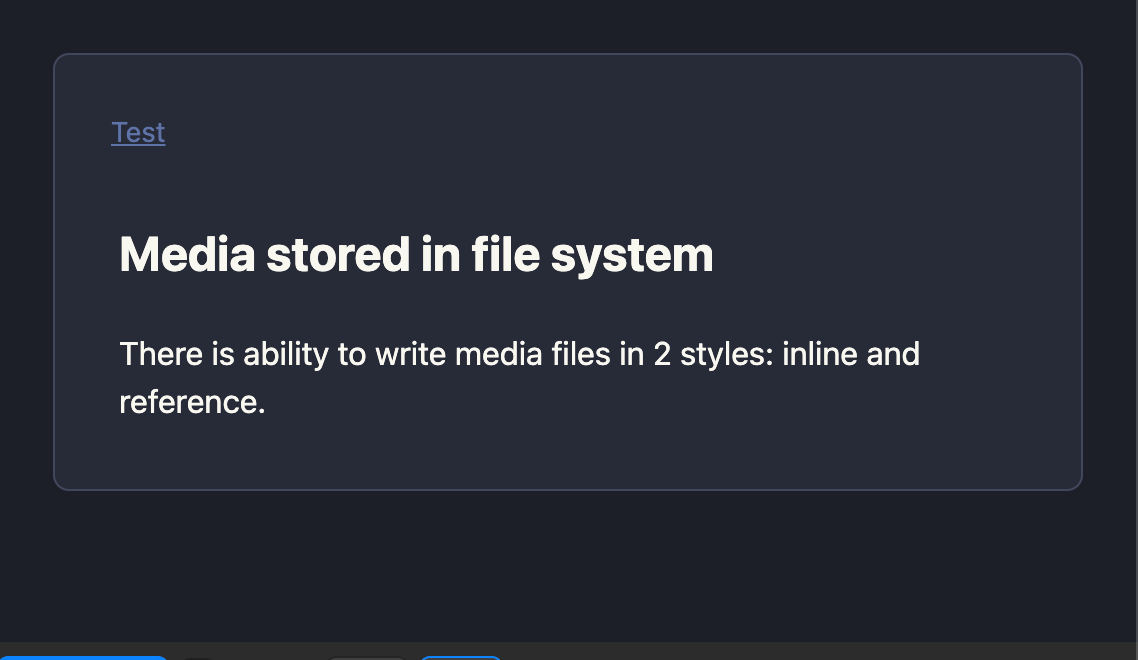 Test
Media stored in file system
There is ability to write media files in 2 styles: inline and
reference.